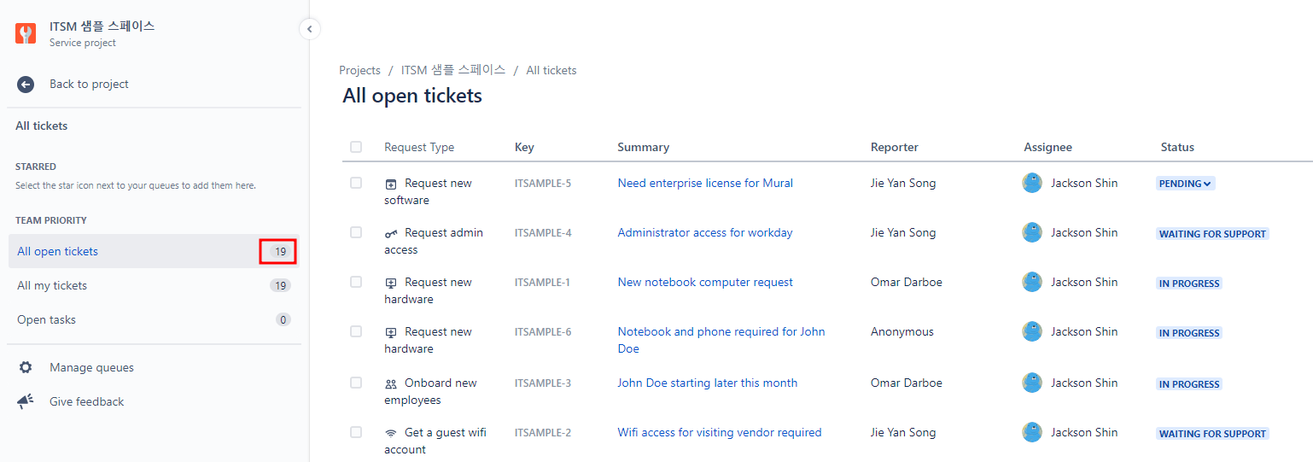 ITSM 샘플 스페이스
Service project
Back to project
All tickets
STARRED
Select the star icon next to your queues to add them here.
TEAM PRIORITY
All open tickets 19
All my tickets 19
Open tasks 0
Manage queues
Give feedback
Projects / ITSM 샘플 스페이스 / All tickets
All open tickets
Request Type Key Summary Reporter Assignee Status
Request new software ITSAMPLE-5 Need enterprise license for Mural Jie Yan Song Jackson Shin PENDING
Request admin access ITSAMPLE-4 Administrator access for workday Jie Yan Song Jackson Shin WAITING FOR SUPPORT
Request new hardware ITSAMPLE-1 New notebook computer request Omar Darboe Jackson Shin IN PROGRESS
Request new hardware ITSAMPLE-6 Notebook and phone required for John Doe Anonymous Jackson Shin IN PROGRESS
Onboard new employees ITSAMPLE-3 John Doe starting later this month Omar Darboe Jackson Shin IN PROGRESS
Get a guest wifi account ITSAMPLE-2 Wifi access for visiting vendor required Jie Yan Song Jackson Shin WAITING FOR SUPPORT